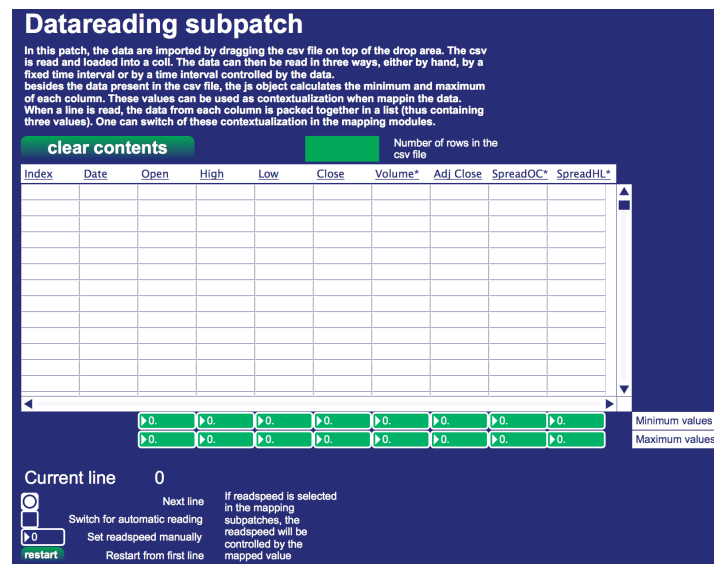 Datareading subpatch
In this patch, the data are imported by dragging the csv file on top of the drop area. The csv
is read and loaded into a coll. The data can then be read in three ways, either by hand, by a
fixed time interval or by a time interval controlled by the data.
besides the data present in the csv file, the js object calculates the minimum and maximum
of each column. These values can be used as contextualization when mappin the data.
When a line is read, the data from each column is packed together in a list (thus containing
three values). One can switch of these contextualization in the mapping modules.
clear contents
Number of rows in the
csv file
Index Date Open High Low Close Volume* Adj Close SpreadOC* SpreadHL*
0. 0. 0. 0. 0. 0. 0. 0. Minimum values
0. 0. 0. 0. 0. 0. 0. 0. Maximum values
Current line 0
Next line
Switch for automatic reading
0 Set readspeed manually
restart Restart from first line
If readspeed is selected
in the mapping
subpatches, the
readspeed will be
controlled by the
mapped value